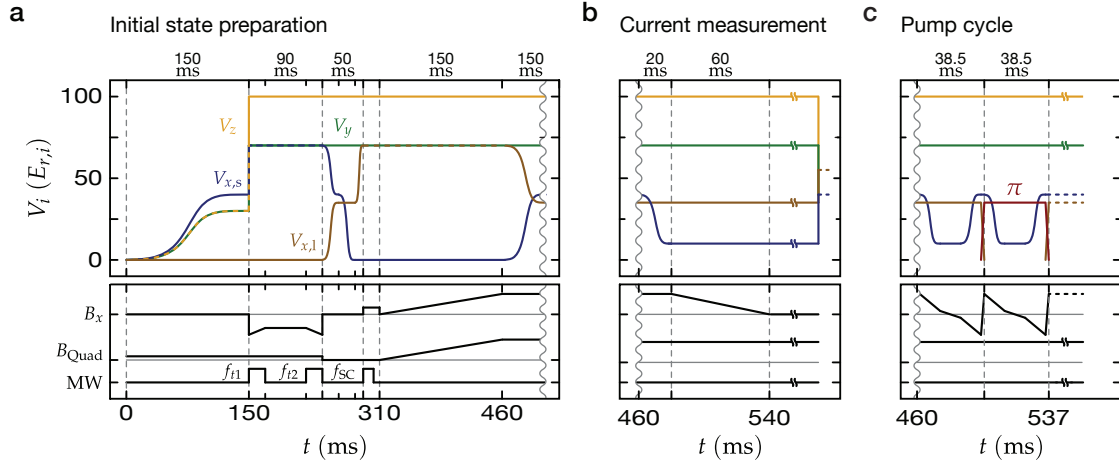 a
Initial state preparation
150 ms
90 ms
50 ms
150 ms
150 ms
V_i (E_{r,i})
100
50
0
V_z
V_y
V_{x,s}
V_{x,l}
B_x
B_Quad
MW
f_{t1}
f_{t2}
f_SC
0
150
310
460
t (ms)
b
Current measurement
20 ms
60 ms
460
540
t (ms)
c
Pump cycle
38.5 ms
38.5 ms
π
460
537
t (ms)